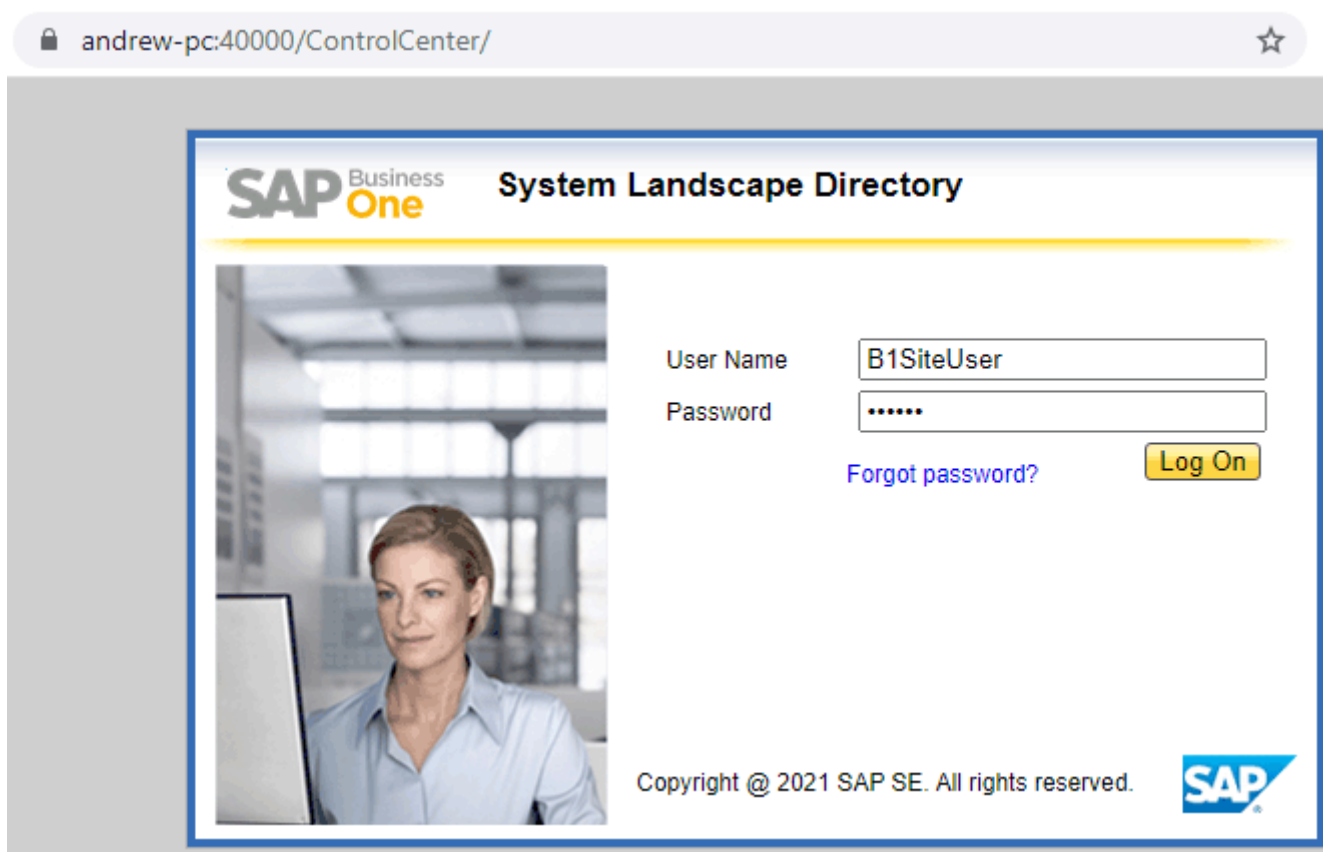 andrew-pc:40000/ControlCenter/
SAP Business One System Landscape Directory
User Name B1SiteUser
Password ••••••
Forgot password? Log On
Copyright @ 2021 SAP SE. All rights reserved. SAP